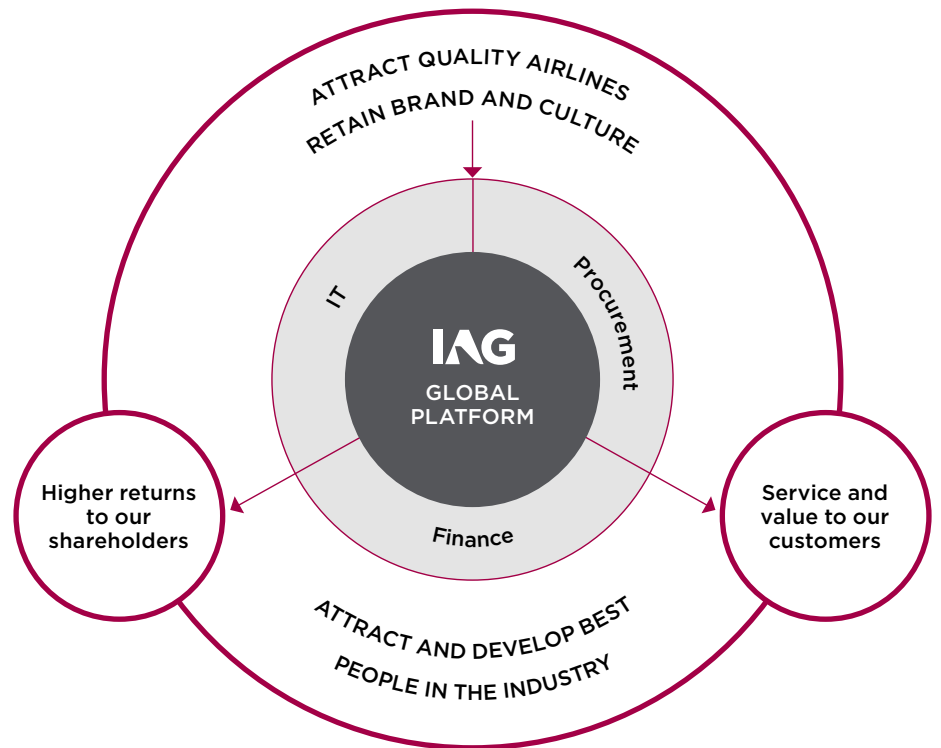 ATTRACT QUALITY AIRLINES
RETAIN BRAND AND CULTURE
IT
Procurement
IAG
GLOBAL
PLATFORM
Finance
Higher returns
to our
shareholders
Service and
value to our
customers
ATTRACT AND DEVELOP BEST
PEOPLE IN THE INDUSTRY